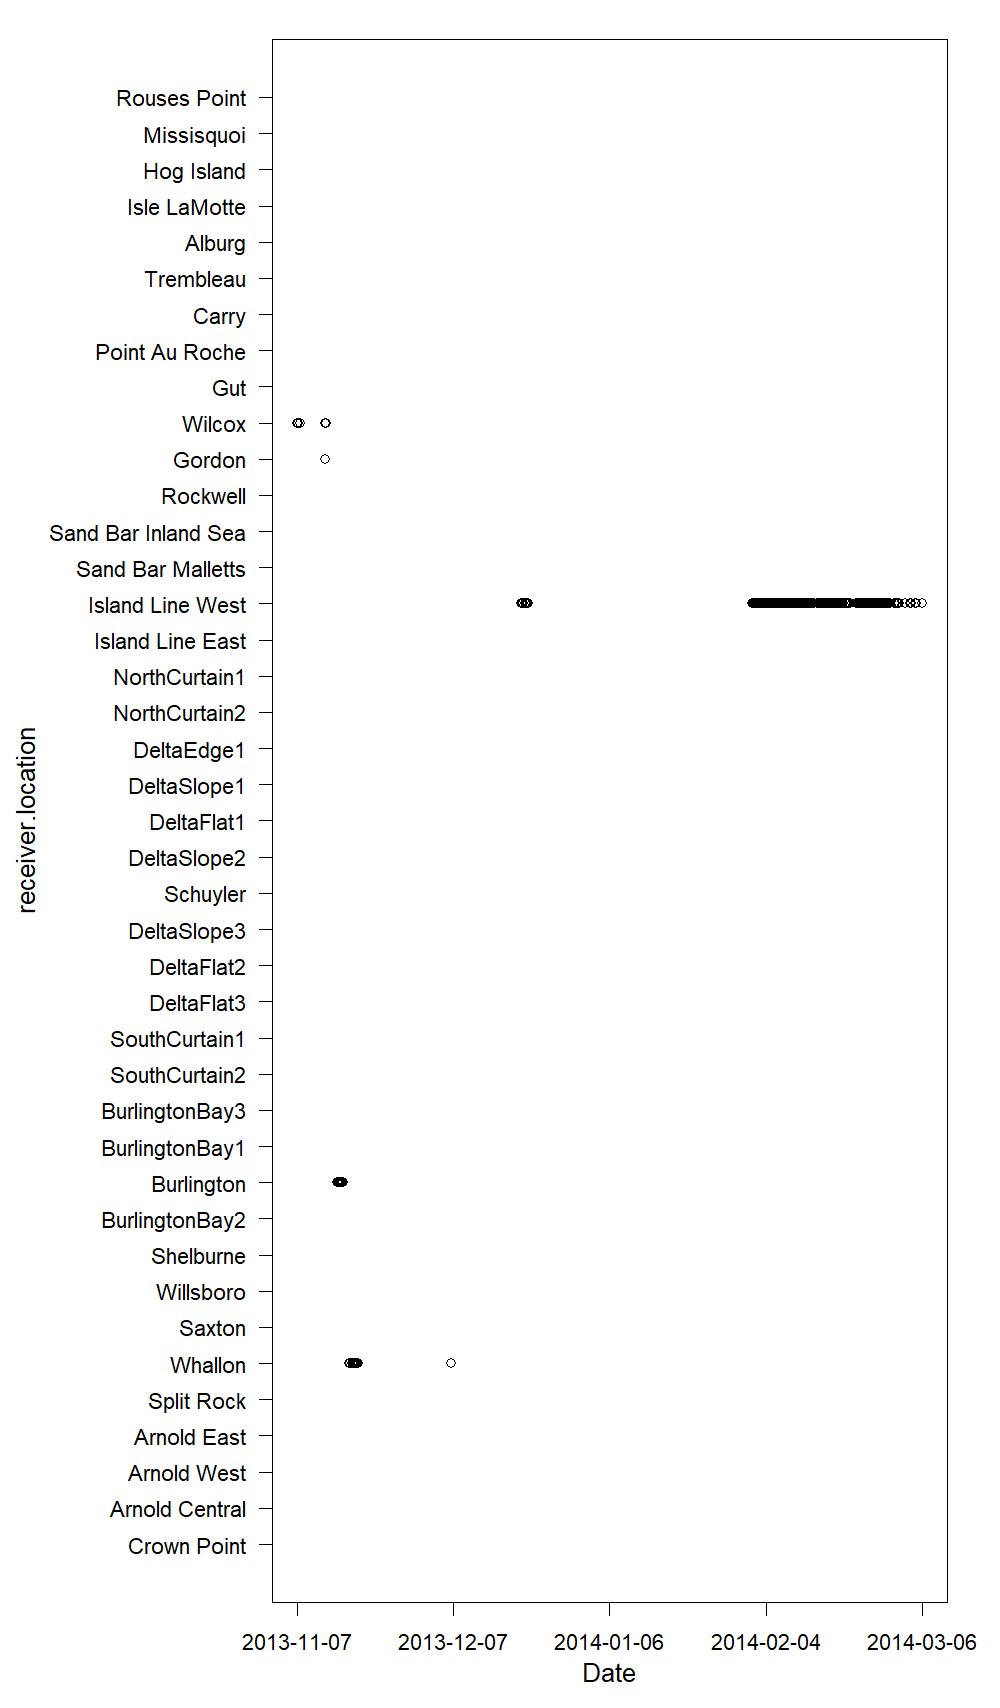 Rouses Point
Missisquoi
Hog Island
Isle LaMotte
Alburg
Trembleau
Carry
Point Au Roche
Gut
Wilcox
Gordon
Rockwell
Sand Bar Inland Sea
Sand Bar Malletts
Island Line West
Island Line East
NorthCurtain1
NorthCurtain2
DeltaEdge1
DeltaSlope1
DeltaFlat1
DeltaSlope2
Schuyler
DeltaSlope3
DeltaFlat2
DeltaFlat3
SouthCurtain1
SouthCurtain2
BurlingtonBay3
BurlingtonBay1
Burlington
BurlingtonBay2
Shelburne
Willsboro
Saxton
Whallon
Split Rock
Arnold East
Arnold West
Arnold Central
Crown Point
receiver.location
2013-11-07 2013-12-07 2014-01-06 2014-02-04 2014-03-06
Date